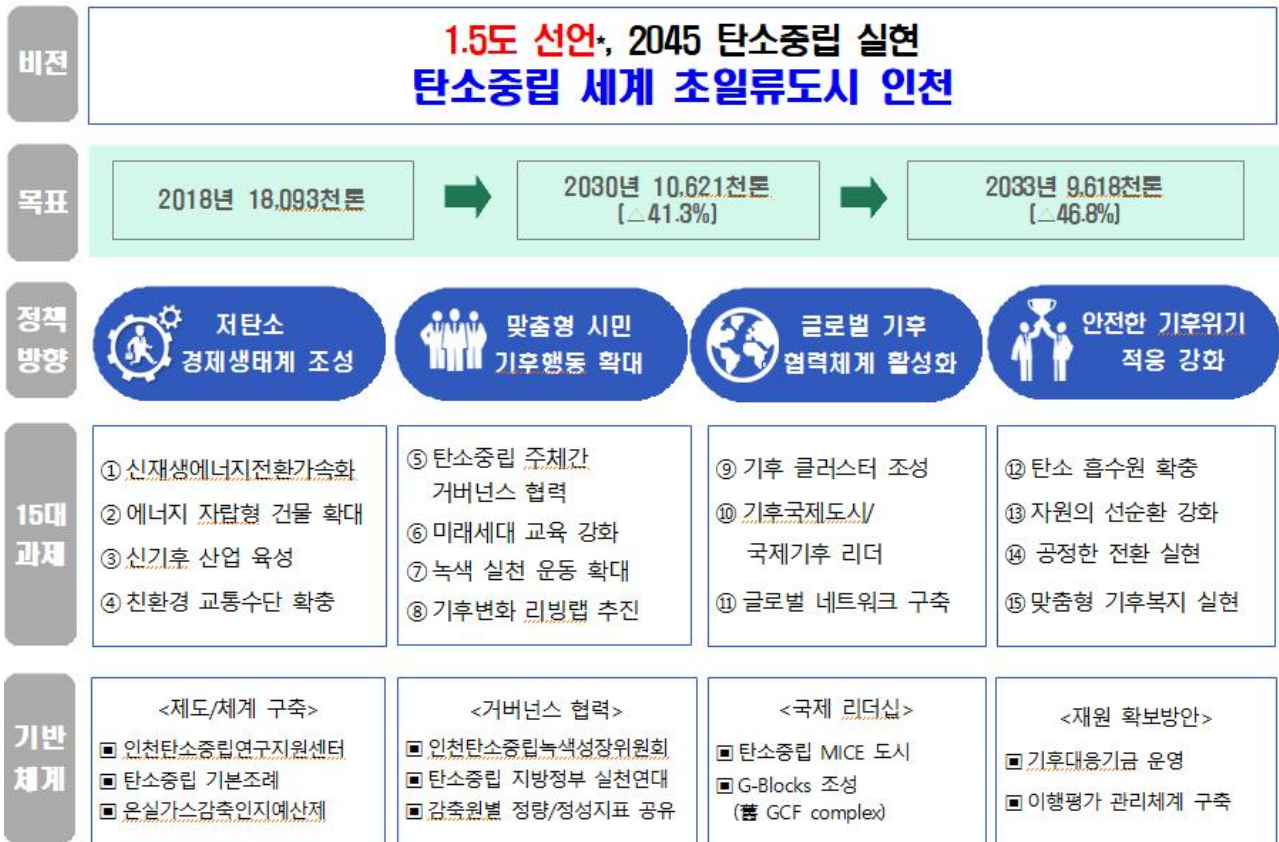 비전
1.5도 선언*, 2045 탄소중립 실현
탄소중립 세계 초일류도시 인천
목표
2018년 18,093천톤
2030년 10,621천톤
(△41.3%)
2033년 9,618천톤
(△46.8%)
정책
방향
저탄소
경제생태계 조성
맞춤형 시민
기후행동 확대
글로벌 기후
협력체계 활성화
안전한 기후위기
적응 강화
15대
과제
① 신재생에너지전환가속화
② 에너지 자랍형 건물 확대
③ 신기후 산업 육성
④ 친환경 교통수단 확충
⑤ 탄소중립 주체간
거버넌스 협력
⑥ 미래세대 교육 강화
⑦ 녹색 실천 운동 확대
⑧ 기후변화 리빙랩 추진
⑨ 기후 클러스터 조성
⑩ 기후국제도시/
국제기후 리더
⑪ 글로벌 네트워크 구축
⑫ 탄소 흡수원 확충
⑬ 자원의 선순환 강화
⑭ 공정한 전환 실현
⑮ 맞춤형 기후복지 실현
기반
체계
<제도/체계 구축>
▣ 인천탄소중립연구지원센터
▣ 탄소중립 기본조례
▣ 온실가스감축인지예산제
<거버넌스 협력>
▣ 인천탄소중립녹색성장위원회
▣ 탄소중립 지방정부 실천연대
▣ 감축원별 정량/정성지표 공유
<국제 리더십>
▣ 탄소중립 MICE 도시
▣ G-Blocks 조성
(舊 GCF complex)
<재원 확보방안>
▣ 기후대응기금 운영
▣ 이행평가 관리체계 구축